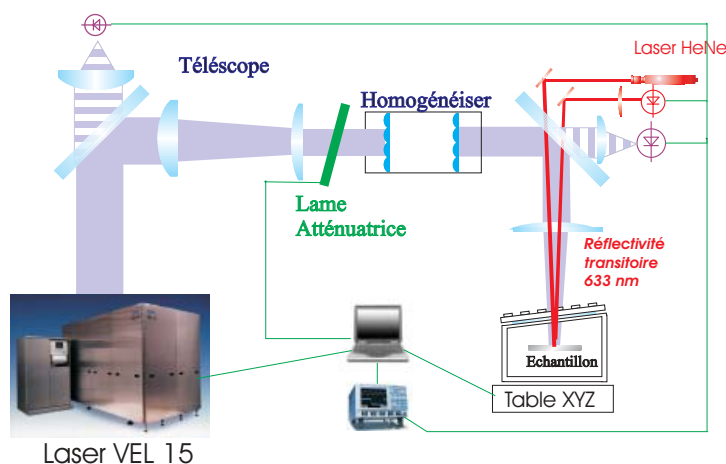 Laser HeNe
Téléscope
Homogénéiser
Lame
Atténuatrice
Réflectivité
transitoire
633 nm
Echantillon
Table XYZ
Laser VEL 15